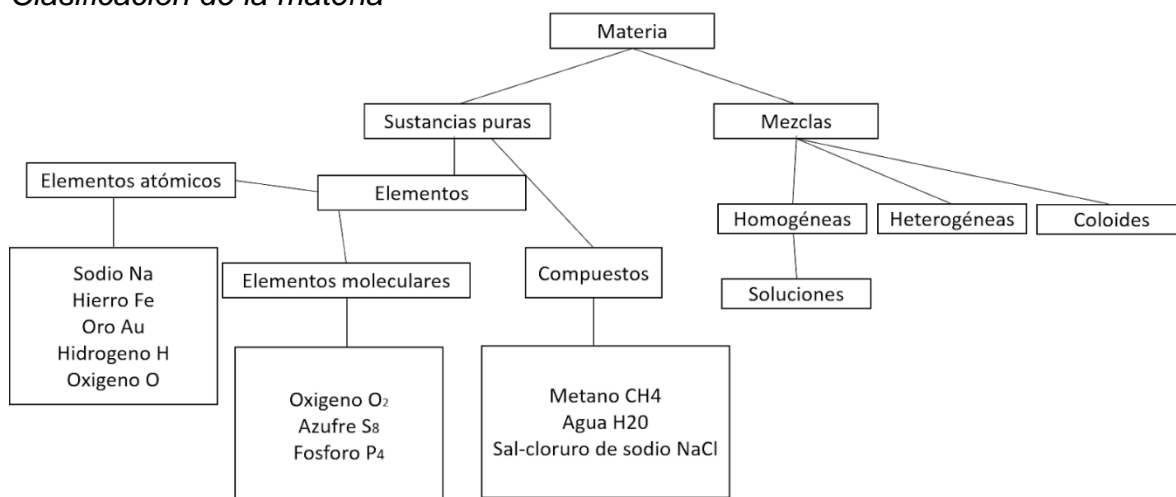 Clasificación de la materia
Materia
Sustancias puras
Mezclas
Elementos atómicos
Elementos
Homogéneas
Heterogéneas
Coloides
Sodio Na
Hierro Fe
Oro Au
Hidrogeno H
Oxigeno O
Elementos moleculares
Compuestos
Soluciones
Oxigeno O₂
Azufre S₈
Fosforo P₄
Metano CH4
Agua H20
Sal-cloruro de sodio NaCl